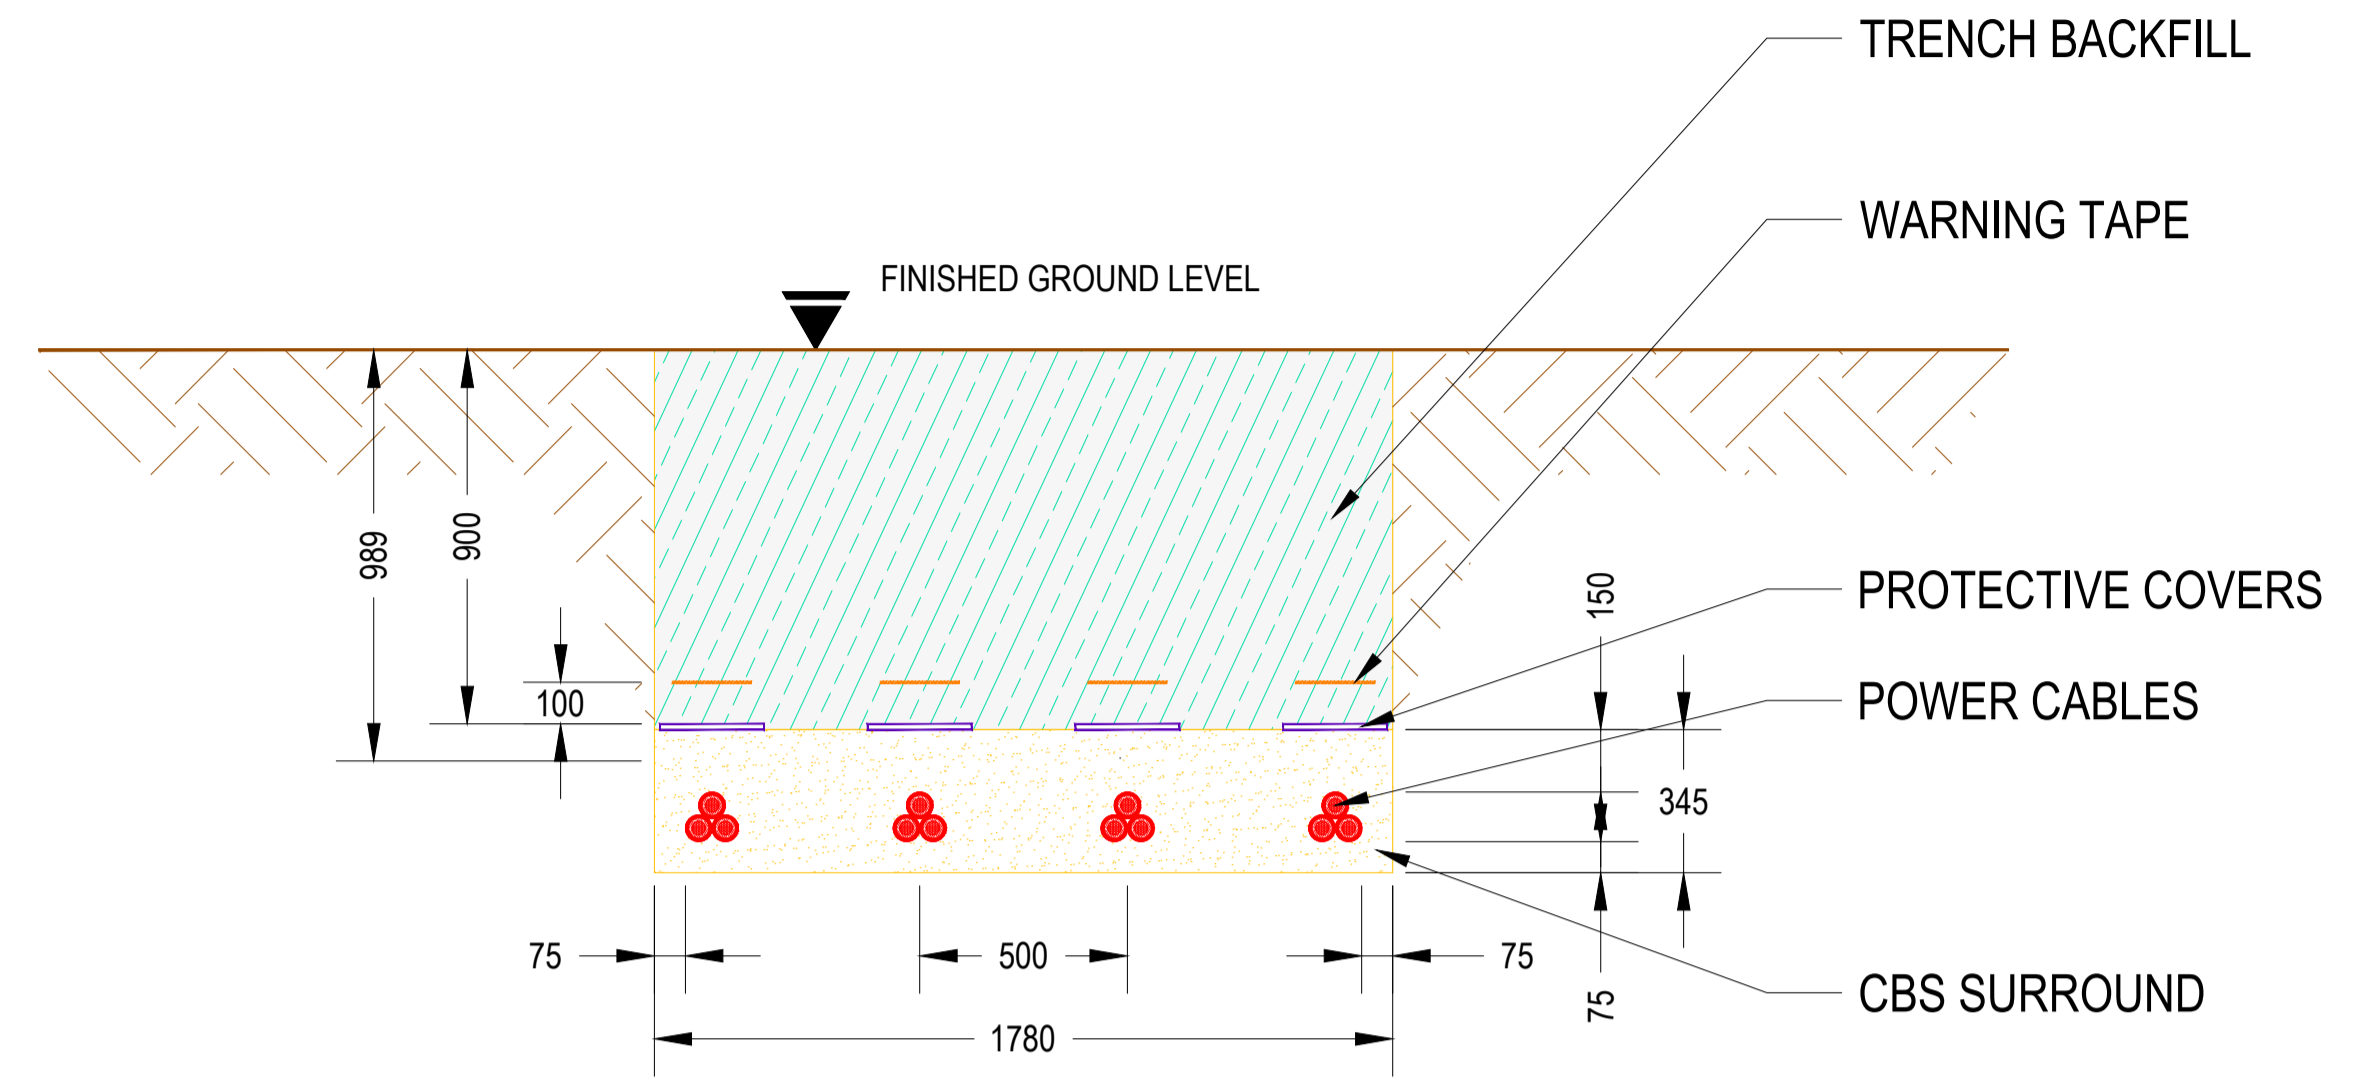 TRENCH BACKFILL
WARNING TAPE
FINISHED GROUND LEVEL
989
900
100
150
PROTECTIVE COVERS
POWER CABLES
345
75
500
75
75
CBS SURROUND
1780